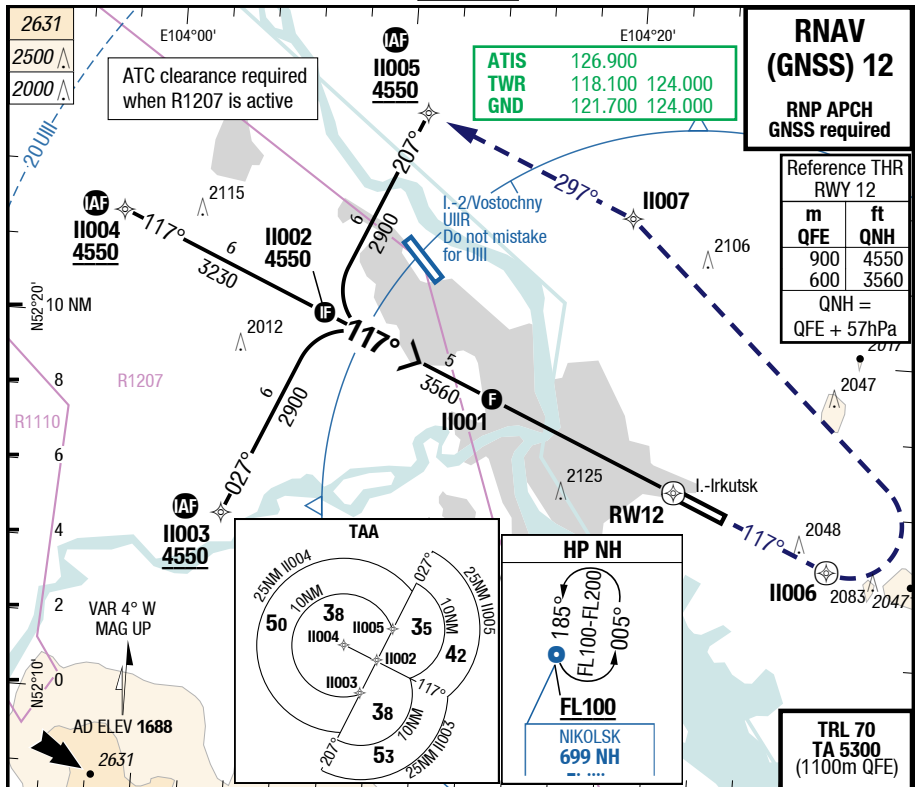 2631
2500
2000
E104°00'
E104°20'
ATC clearance required
when R1207 is active
IAF
II005
4550
ATIS 126.900
TWR 118.100 124.000
GND 121.700 124.000
RNAV
(GNSS) 12
RNP APCH
GNSS required
Reference THR
RWY 12
m ft
QFE QNH
900 4550
600 3560
QNH =
QFE + 57hPa
20 UIII
2115
207°
6
2900
297°
II007
I.-2/Vostochny
UIIR
Do not mistake
for UIII
2106
IAF
II004
4550
117°
6
3230
II002
4550
IF
N52°20'
10 NM
2012
117°
2017
2047
8
R1207
R1110
6
2900
5
3560
F
II001
6
027°
2125
I.-Irkutsk
RW12
4
IAF
II003
4550
117°
2048
II006
2083
2047
2
VAR 4° W
MAG UP
N52°10'
0
AD ELEV 1688
2631
TAA
25NM II004
10NM
50
38
II004
II005
027°
35
10NM
25NM II005
42
II002
II003
117°
38
10NM
207°
53
25NM II003
HP NH
185°
FL100-FL200
005°
FL100
NIKOLSK
699 NH
TRL 70
TA 5300
(1100m QFE)